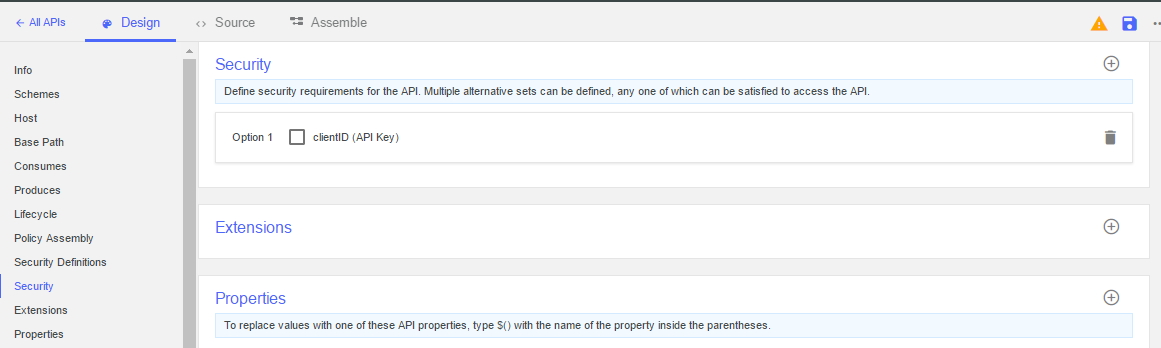 All APIs
Design
Source
Assemble
Info
Schemes
Host
Base Path
Consumes
Produces
Lifecycle
Policy Assembly
Security Definitions
Security
Extensions
Properties
Security
Define security requirements for the API. Multiple alternative sets can be defined, any one of which can be satisfied to access the API.
Option 1 clientID (API Key)
Extensions
Properties
To replace values with one of these API properties, type $() with the name of the property inside the parentheses.